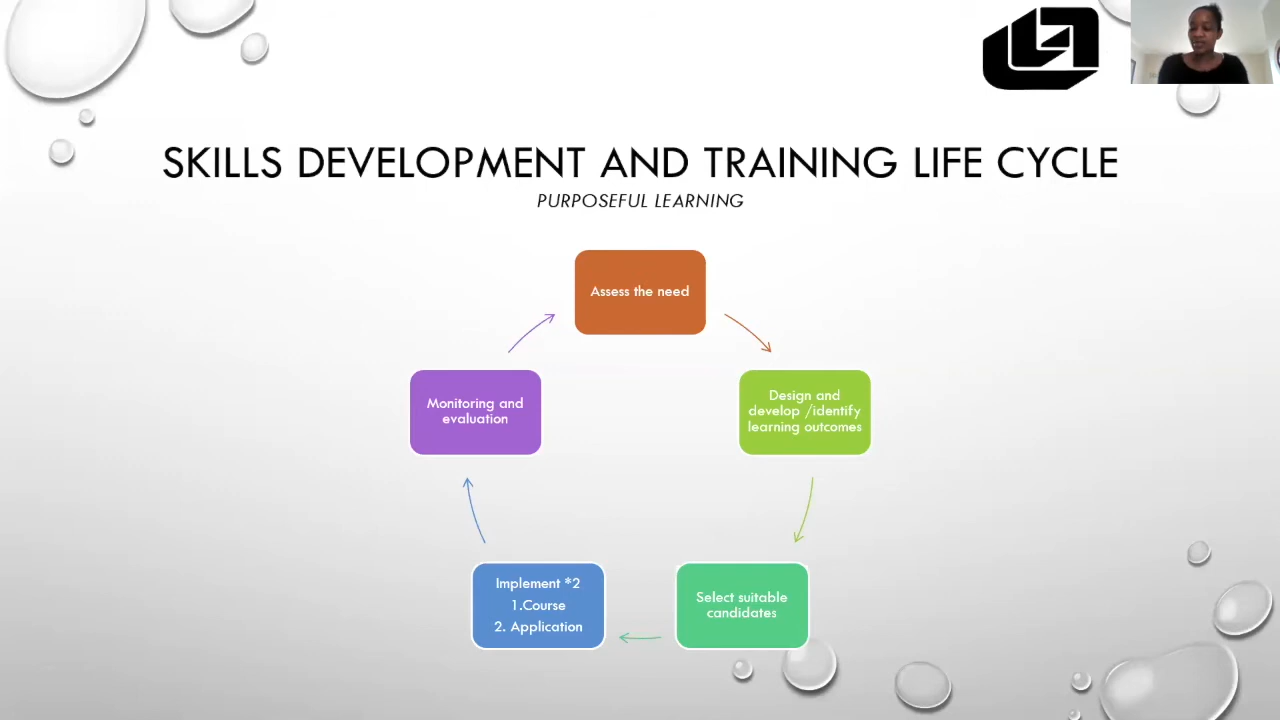 SKILLS DEVELOPMENT AND TRAINING LIFE CYCLE
PURPOSEFUL LEARNING
Assess the need
Design and
develop /identify
learning outcomes
Select suitable
candidates
Implement *2
1.Course
2. Application
Monitoring and
evaluation